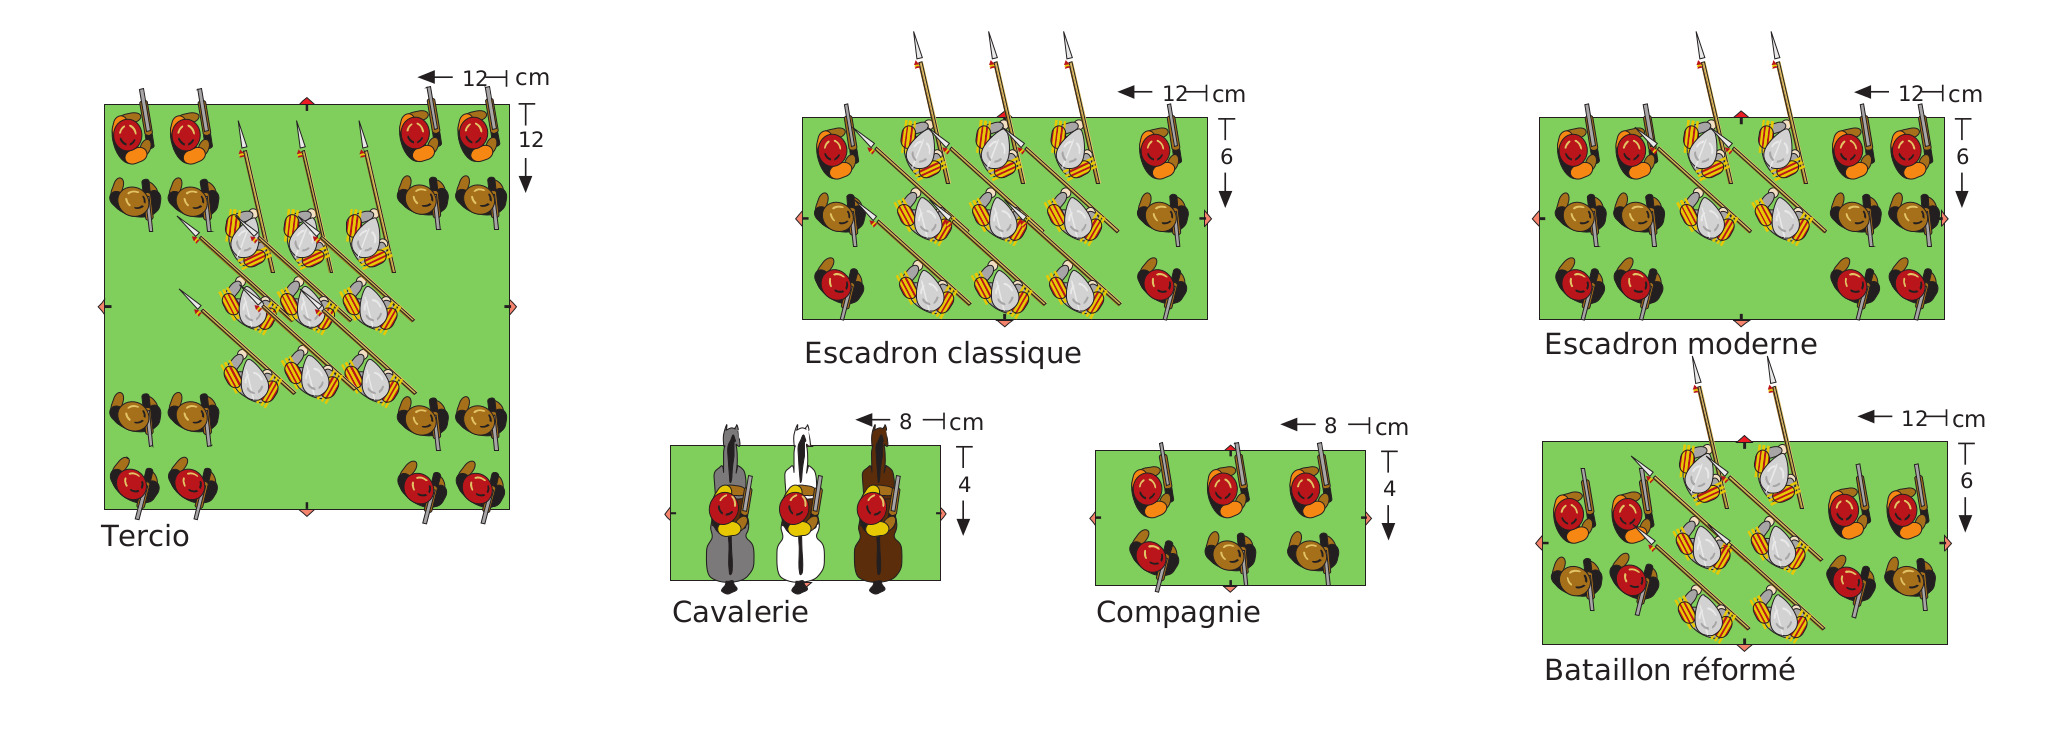 12 cm
12
Tercio
12 cm
6
Escadron classique
12 cm
6
Escadron moderne
8 cm
4
Cavalerie
8 cm
4
Compagnie
12 cm
6
Bataillon réformé